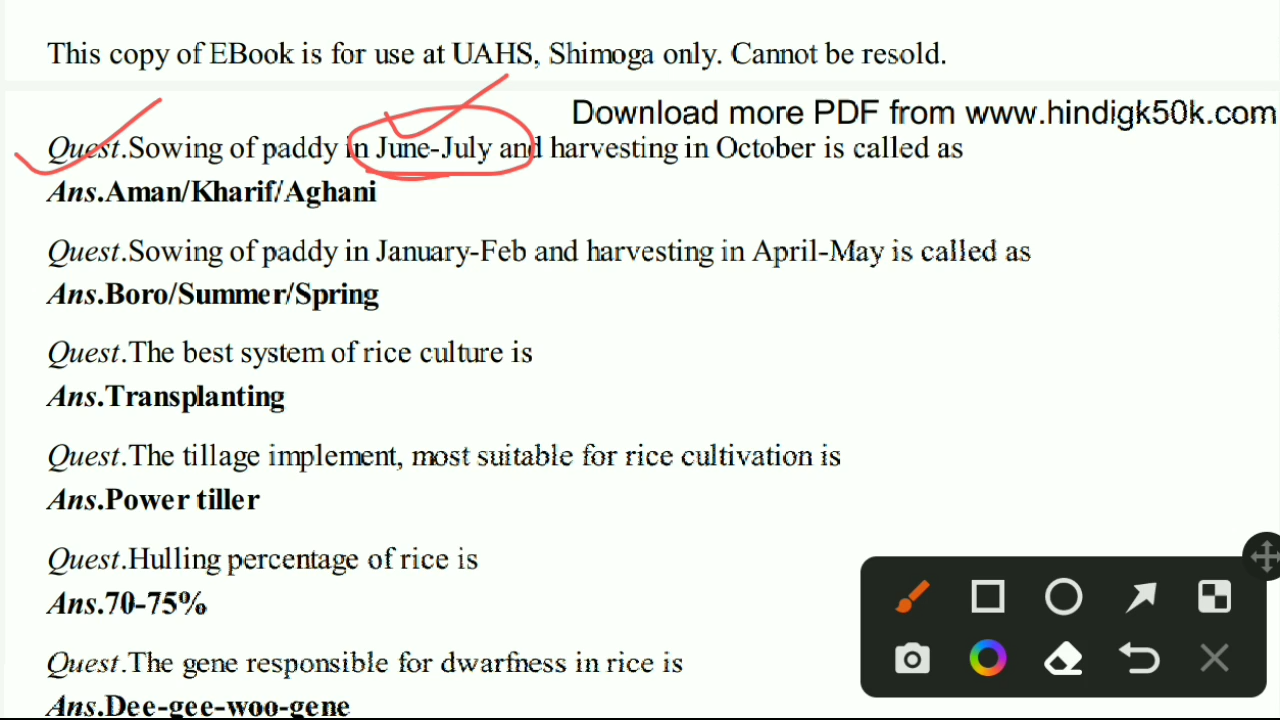 This copy of EBook is for use at UAHS, Shimoga only. Cannot be resold.
Download more PDF from www.hindigk50k.com
Quest.Sowing of paddy in June-July and harvesting in October is called as
Ans.Aman/Kharif/Aghani
Quest.Sowing of paddy in January-Feb and harvesting in April-May is called as
Ans.Boro/Summer/Spring
Quest.The best system of rice culture is
Ans.Transplanting
Quest.The tillage implement, most suitable for rice cultivation is
Ans.Power tiller
Quest.Hulling percentage of rice is
Ans.70-75%
Quest.The gene responsible for dwarfness in rice is
Ans.Dee-gee-woo-gene